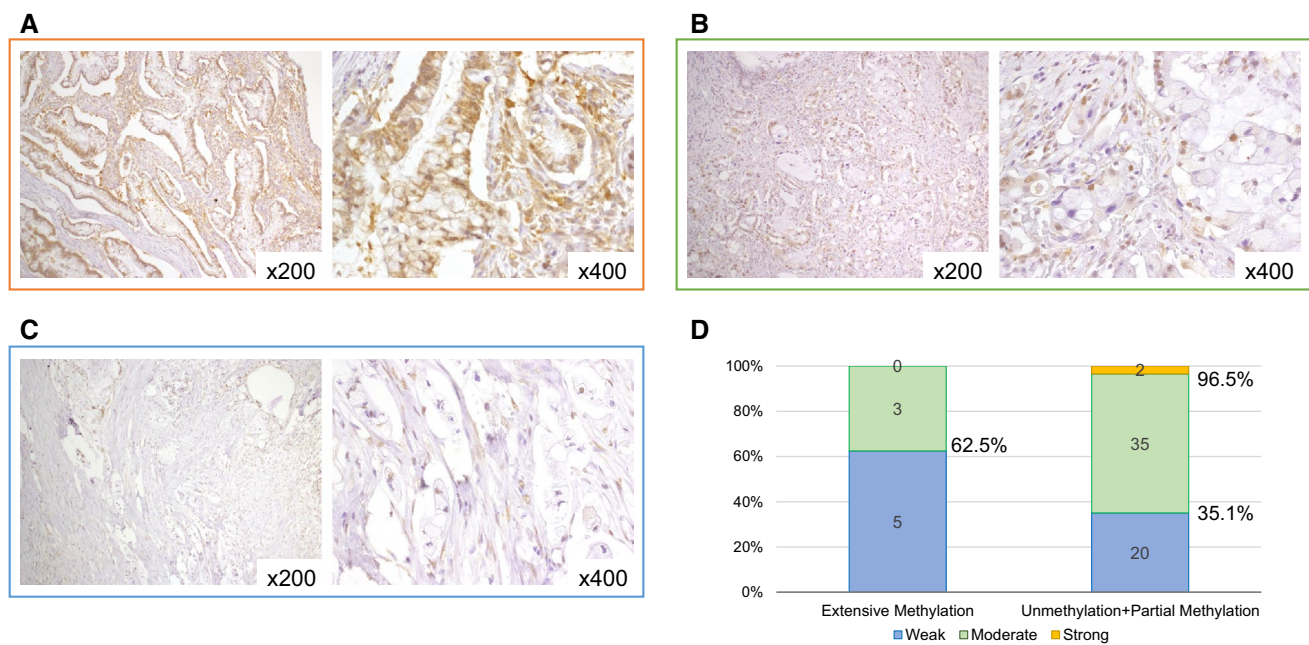 A
B
x200
x400
x200
x400
C
D
x200
x400
100%
80%
60%
40%
20%
0%
0
3
5
62.5%
2
35
20
96.5%
35.1%
Extensive Methylation
Unmethylation+Partial Methylation
Weak
Moderate
Strong